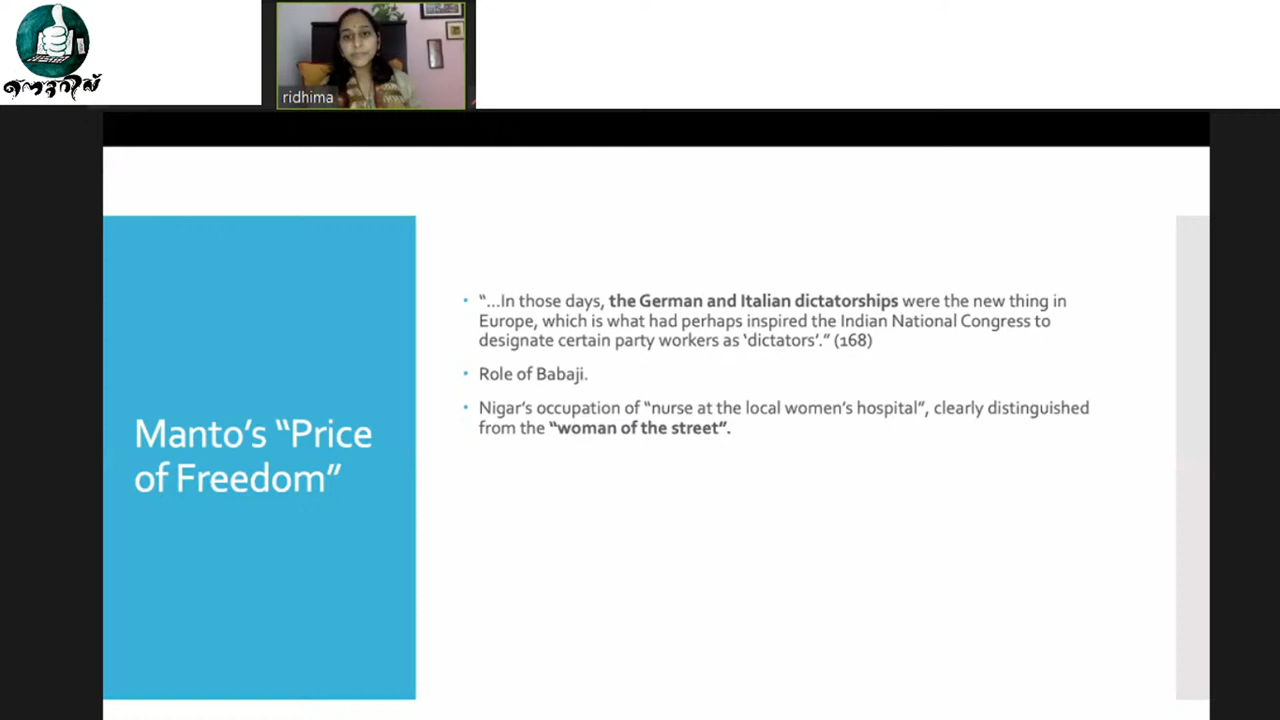 ridhima
Manto's “Price
of Freedom”
• “...In those days, the German and Italian dictatorships were the new thing in
Europe, which is what had perhaps inspired the Indian National Congress to
designate certain party workers as ‘dictators’.” (168)
• Role of Babaji.
• Nigar's occupation of “nurse at the local women's hospital”, clearly distinguished
from the “woman of the street”.